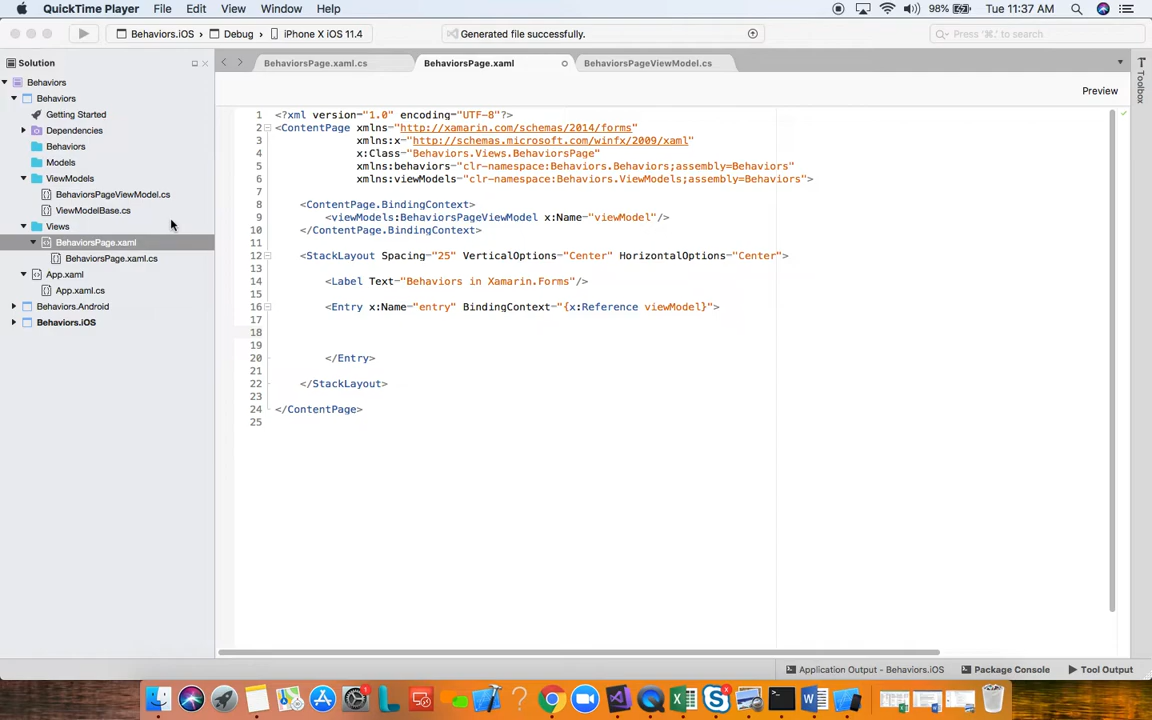 QuickTime Player File Edit View Window Help 98% Tue 11:37 AM
Behaviors.iOS > Debug > iPhone X iOS 11.4 Generated file successfully. Press '⌘.' to search
Solution
BehaviorsPage.xaml.cs BehaviorsPage.xaml BehaviorsPageViewModel.cs
Toolbox
Preview
Behaviors
Behaviors
Getting Started
Dependencies
Behaviors
Models
ViewModels
BehaviorsPageViewModel.cs
ViewModelBase.cs
Views
BehaviorsPage.xaml
BehaviorsPage.xaml.cs
App.xaml
App.xaml.cs
Behaviors.Android
Behaviors.iOS
1 <?xml version="1.0" encoding="UTF-8"?>
2 <ContentPage xmlns="http://xamarin.com/schemas/2014/forms"
3 xmlns:x="http://schemas.microsoft.com/winfx/2009/xaml"
4 x:Class="Behaviors.Views.BehaviorsPage"
5 xmlns:behaviors="clr-namespace:Behaviors.Behaviors;assembly=Behaviors"
6 xmlns:viewModels="clr-namespace:Behaviors.ViewModels;assembly=Behaviors">
7
8 <ContentPage.BindingContext>
9 <viewModels:BehaviorsPageViewModel x:Name="viewModel"/>
10 </ContentPage.BindingContext>
11
12 <StackLayout Spacing="25" VerticalOptions="Center" HorizontalOptions="Center">
13
14 <Label Text="Behaviors in Xamarin.Forms"/>
15
16 <Entry x:Name="entry" BindingContext="{x:Reference viewModel}">
17
18
19
20 </Entry>
21
22 </StackLayout>
23
24 </ContentPage>
25
Application Output - Behaviors.iOS Package Console Tool Output